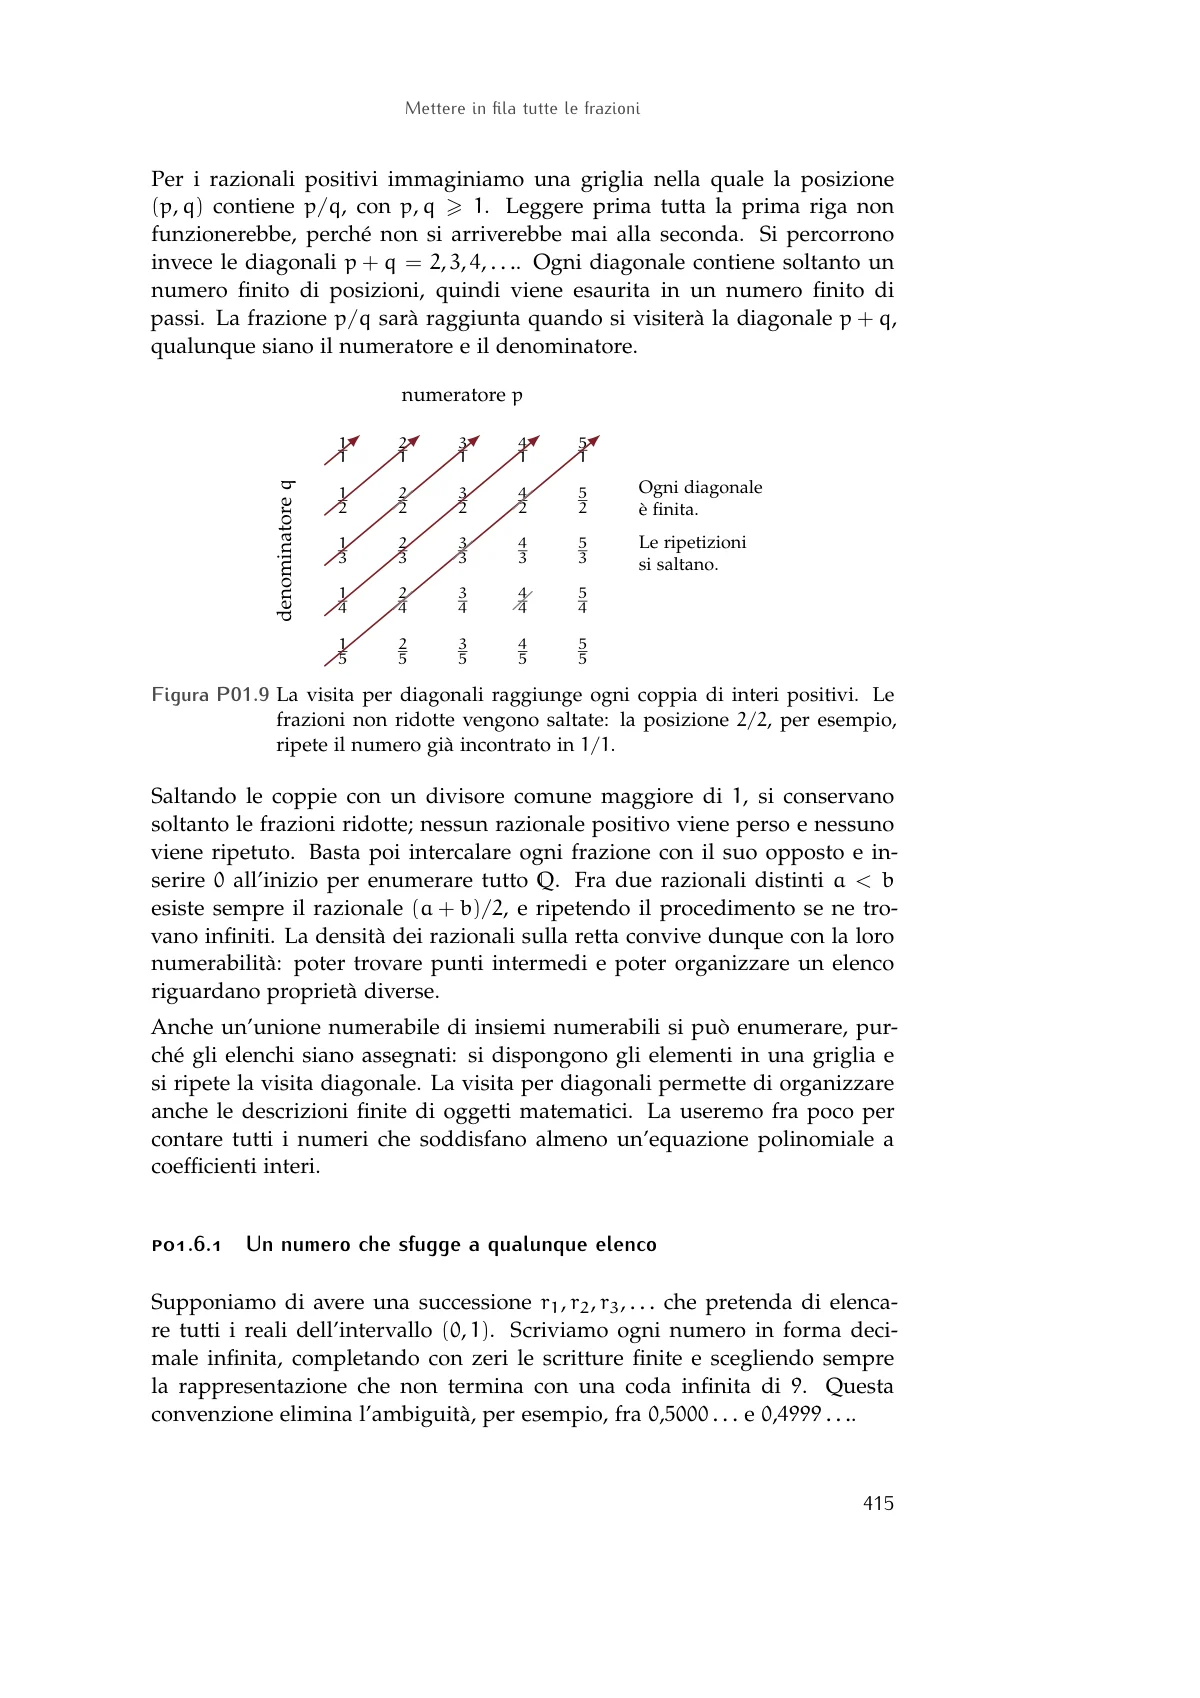 Mettere in fila tutte le frazioni
Per i razionali positivi immaginiamo una griglia nella quale la posizione
(p, q) contiene p/q, con p, q ⩾ 1. Leggere prima tutta la prima riga non
funzionerebbe, perché non si arriverebbe mai alla seconda. Si percorrono
invece le diagonali p + q = 2, 3, 4, . . .. Ogni diagonale contiene soltanto un
numero finito di posizioni, quindi viene esaurita in un numero finito di
passi. La frazione p/q sarà raggiunta quando si visiterà la diagonale p + q,
qualunque siano il numeratore e il denominatore.
numeratore p
denominatore q
1/1 2/1 3/1 4/1 5/1
1/2 2/2 3/2 4/2 5/2
1/3 2/3 3/3 4/3 5/3
1/4 2/4 3/4 4/4 5/4
1/5 2/5 3/5 4/5 5/5
Ogni diagonale
è finita.
Le ripetizioni
si saltano.
Figura P01.9 La visita per diagonali raggiunge ogni coppia di interi positivi. Le
frazioni non ridotte vengono saltate: la posizione 2/2, per esempio,
ripete il numero già incontrato in 1/1.
Saltando le coppie con un divisore comune maggiore di 1, si conservano
soltanto le frazioni ridotte; nessun razionale positivo viene perso e nessuno
viene ripetuto. Basta poi intercalare ogni frazione con il suo opposto e in-
serire 0 all'inizio per enumerare tutto ℚ. Fra due razionali distinti a < b
esiste sempre il razionale (a + b)/2, e ripetendo il procedimento se ne tro-
vano infiniti. La densità dei razionali sulla retta convive dunque con la loro
numerabilità: poter trovare punti intermedi e poter organizzare un elenco
riguardano proprietà diverse.
Anche un'unione numerabile di insiemi numerabili si può enumerare, pur-
ché gli elenchi siano assegnati: si dispongono gli elementi in una griglia e
si ripete la visita diagonale. La visita per diagonali permette di organizzare
anche le descrizioni finite di oggetti matematici. La useremo fra poco per
contare tutti i numeri che soddisfano almeno un'equazione polinomiale a
coefficienti interi.
P01.6.1 Un numero che sfugge a qualunque elenco
Supponiamo di avere una successione r₁, r₂, r₃, . . . che pretenda di elenca-
re tutti i reali dell'intervallo (0, 1). Scriviamo ogni numero in forma deci-
male infinita, completando con zeri le scritture finite e scegliendo sempre
la rappresentazione che non termina con una coda infinita di 9. Questa
convenzione elimina l'ambiguità, per esempio, fra 0,5000 . . . e 0,4999 . . ..
415